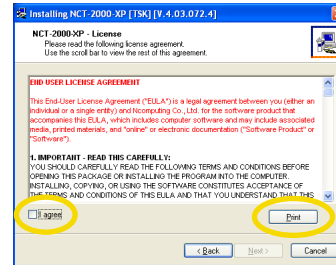 Installing NCT-2000-XP [TSK] [V.4.03.072.4]
NCT-2000-XP - License
Please read the following license agreement.
Use the scroll bar to view the rest of this agreement.
END USER LICENSE AGREEMENT
This End-User License Agreement ("EULA") is a legal agreement between you (either an
individual or a single entity) and Ncomputing Co., Ltd. for the software product that
accompanies this EULA, which includes computer software and may include associated
media, printed materials, and "online" or electronic documentation ("Software Product" or
"Software").
1. IMPORTANT - READ THIS CAREFULLY:
YOU SHOULD CAREFULLY READ THE FOLLOWING TERMS AND CONDITIONS BEFORE
OPENING THIS PACKAGE OR INSTALLING THE PROGRAM INTO THE COMPUTER.
INSTALLING, COPYING, OR USING THE SOFTWARE CONSTITUTES ACCEPTANCE OF
THE TERMS AND CONDITIONS OF THIS EULA AND THAT YOU UNDERSTAND THAT THIS
I agree
Print
< Back
Next >
Cancel